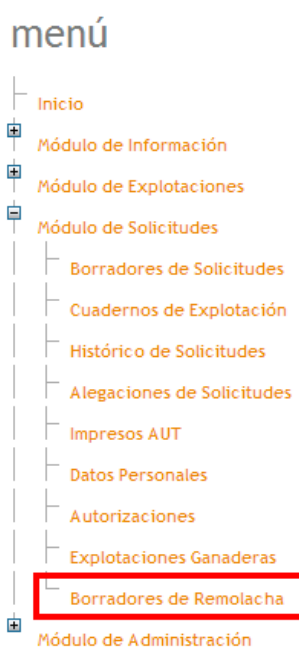 menú
Inicio
Módulo de Información
Módulo de Explotaciones
Módulo de Solicitudes
Borradores de Solicitudes
Cuadernos de Explotación
Histórico de Solicitudes
Alegaciones de Solicitudes
Impresos AUT
Datos Personales
Autorizaciones
Explotaciones Ganaderas
Borradores de Remolacha
Módulo de Administración